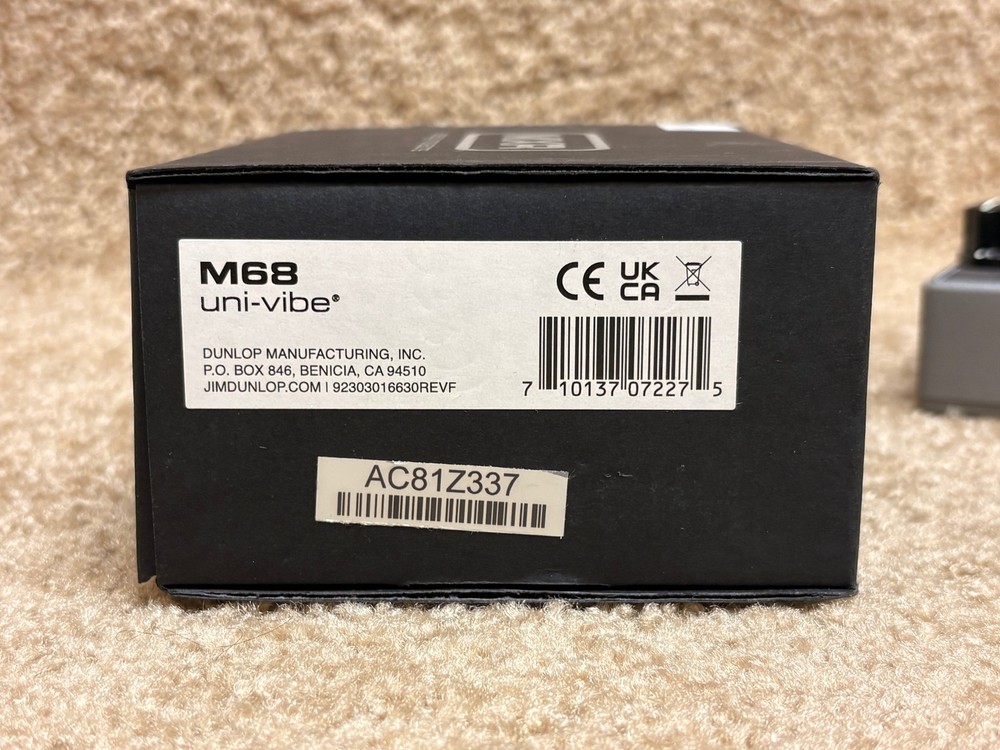 MXR
M68
uni-vibe®
CE UK CA
DUNLOP MANUFACTURING, INC.
P.O. BOX 846, BENICIA, CA 94510
JIMDUNLOP.COM | 92303016630REVF
7 10137 07227 5
AC81Z337